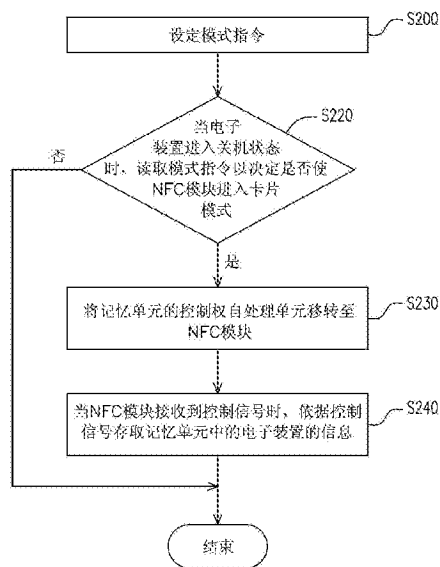 S200
设定模式指令
S220
当电子
装置进入关机状态
时，读取模式指令以决定是否使
NFC模块进入卡片
模式
否
是
S230
将记忆单元的控制权自处理单元移转至
NFC模块
S240
当NFC模块接收到控制信号时，依据控制
信号存取记忆单元中的电子装置的信息
结束